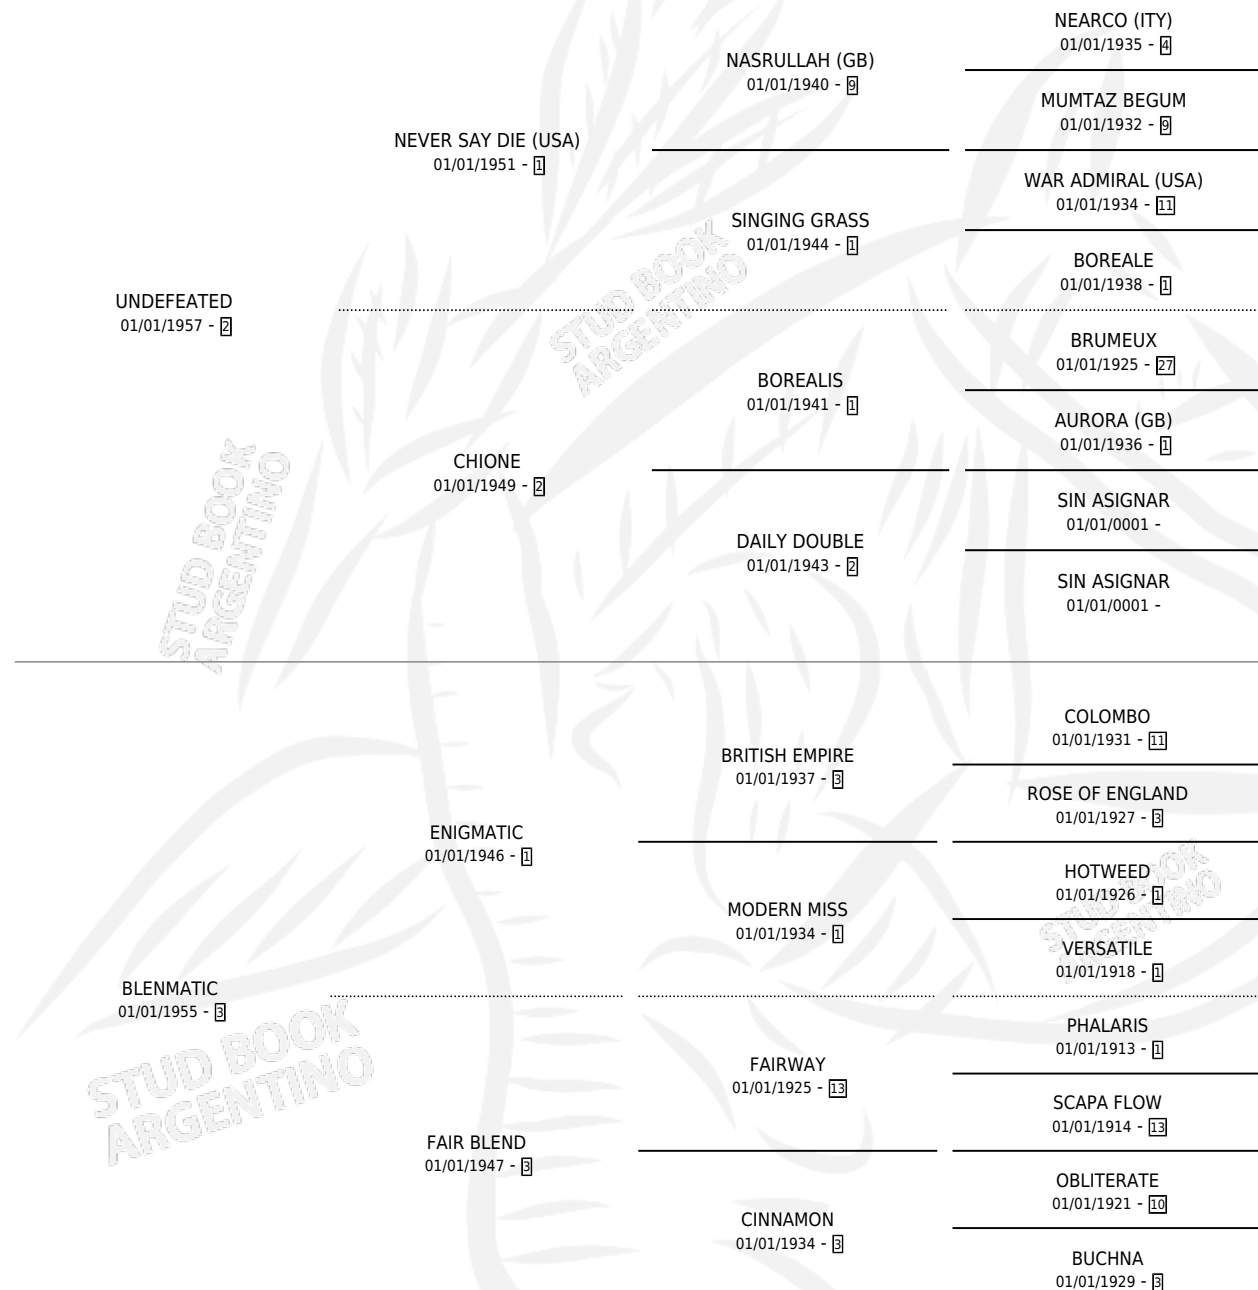 NEARCO (ITY)
01/01/1935 - 4
NASRULLAH (GB)
01/01/1940 - 9
MUMTAZ BEGUM
01/01/1932 - 9
NEVER SAY DIE (USA)
01/01/1951 - 1
WAR ADMIRAL (USA)
01/01/1934 - 11
SINGING GRASS
01/01/1944 - 1
BOREALE
01/01/1938 - 1
UNDEFEATED
01/01/1957 - 2
BRUMEUX
01/01/1925 - 27
BOREALIS
01/01/1941 - 1
AURORA (GB)
01/01/1936 - 1
CHIONE
01/01/1949 - 2
SIN ASIGNAR
01/01/0001 -
DAILY DOUBLE
01/01/1943 - 2
SIN ASIGNAR
01/01/0001 -
COLOMBO
01/01/1931 - 11
BRITISH EMPIRE
01/01/1937 - 3
ROSE OF ENGLAND
01/01/1927 - 3
ENIGMATIC
01/01/1946 - 1
HOTWEED
01/01/1926 - 1
MODERN MISS
01/01/1934 - 1
VERSATILE
01/01/1918 - 1
BLENMATIC
01/01/1955 - 3
PHALARIS
01/01/1913 - 1
FAIRWAY
01/01/1925 - 13
SCAPA FLOW
01/01/1914 - 13
FAIR BLEND
01/01/1947 - 3
OBLITERATE
01/01/1921 - 10
CINNAMON
01/01/1934 - 3
BUCHNA
01/01/1929 - 3
STUD BOOK
ARGENTINO
STUD BOOK
ARGENTINO
STUD BOOK
ARGENTINO
STUD BOOK
ARGENTINO